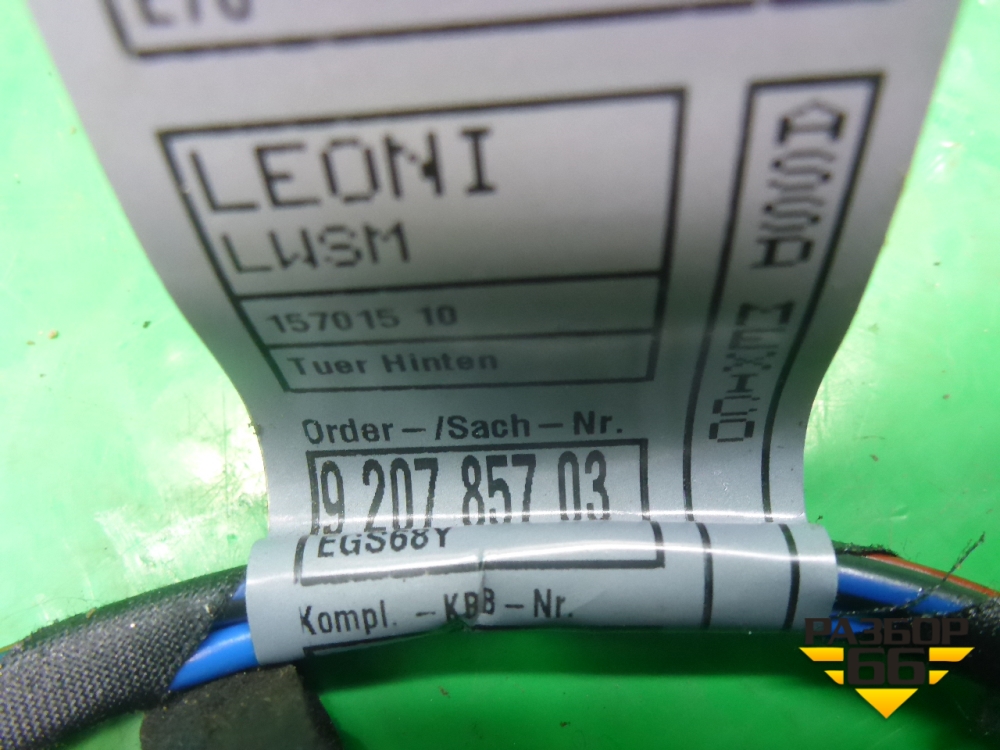 E70
LEONI
LWSM
157015 10
Tuer Hinten
ASSD MEXICO
Order-/Sach-Nr.
9 207 857 03
EGS68Y
Kompl. -KBB-Nr.
РАЗБОР
66